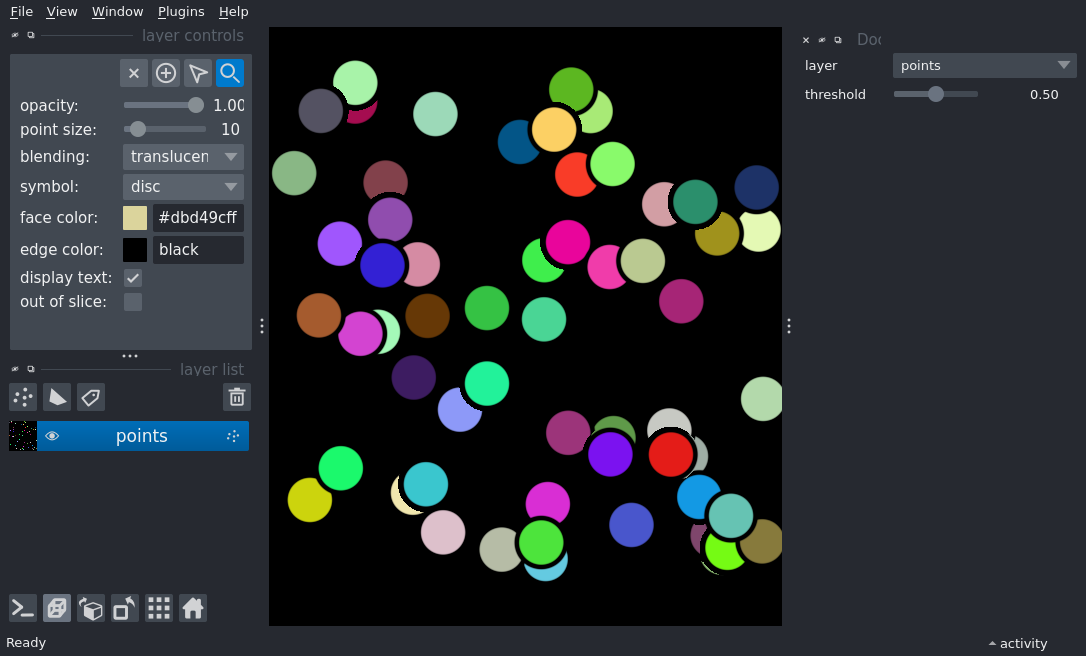 File View Window Plugins Help
layer controls
opacity: 1.00
point size: 10
blending: translucen
symbol: disc
face color: #dbd49cff
edge color: black
display text:
out of slice:
layer list
points
Ready
Doc
layer points
threshold 0.50
activity